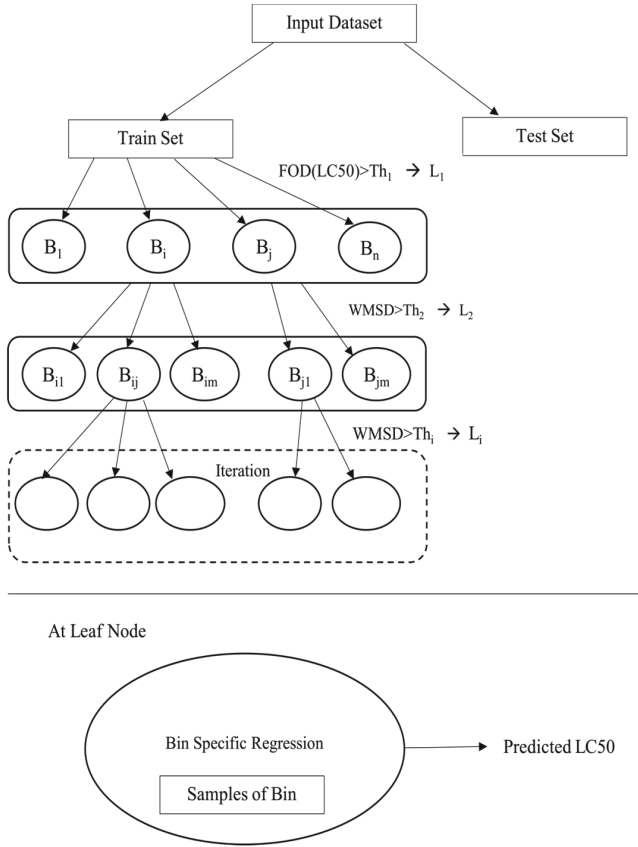 Input Dataset
Train Set
Test Set
FOD(LC50)>Th₁ → L₁
B₁
Bᵢ
Bⱼ
Bₙ
WMSD>Th₂ → L₂
Bᵢ₁
Bᵢⱼ
Bᵢₘ
Bⱼ₁
Bⱼₘ
WMSD>Thᵢ → Lᵢ
Iteration
At Leaf Node
Bin Specific Regression
Predicted LC50
Samples of Bin